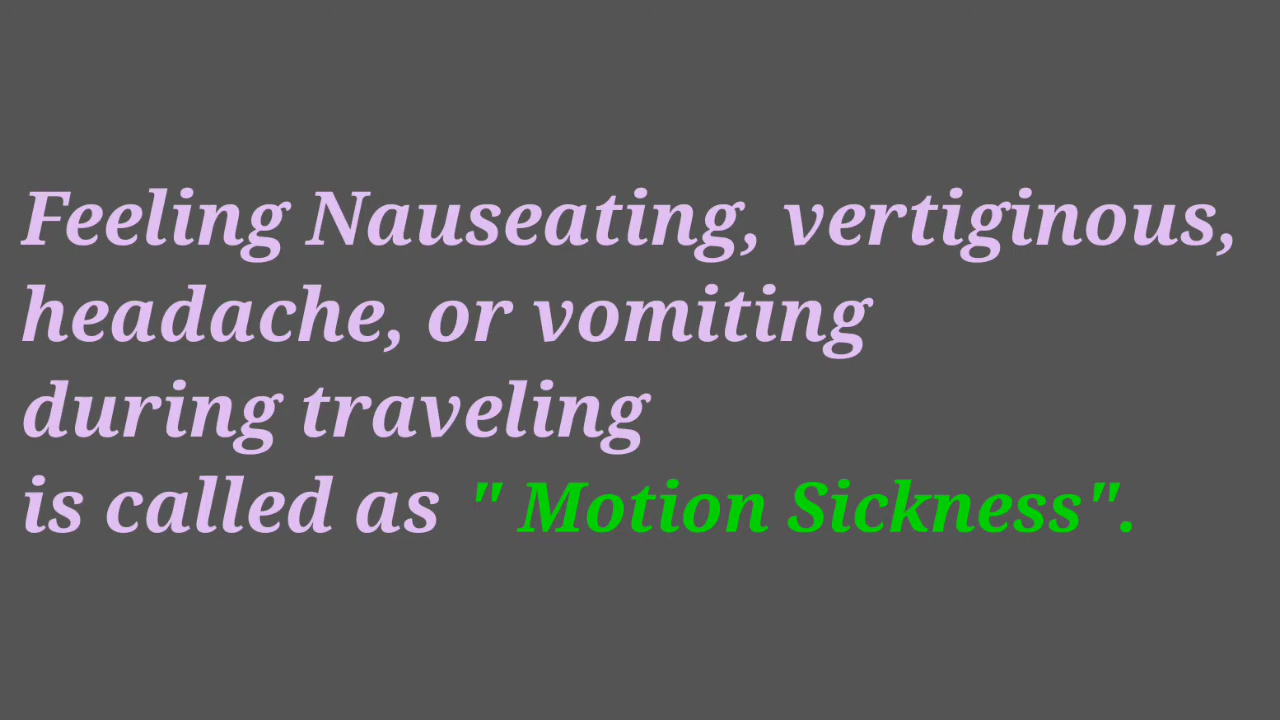 Feeling Nauseating, vertiginous,
headache, or vomiting
during traveling
is called as " Motion Sickness".